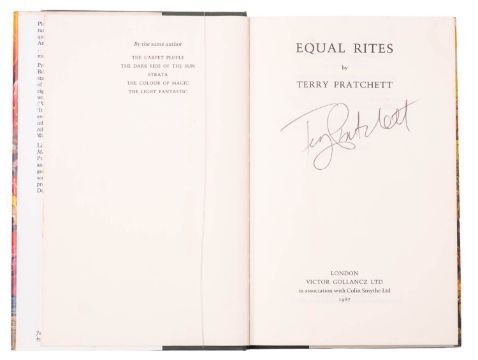 By the same author
THE CARPET PEOPLE
THE DARK SIDE OF THE SUN
STRATA
THE COLOUR OF MAGIC
THE LIGHT FANTASTIC
EQUAL RITES
by
TERRY PRATCHETT
Terry Pratchett
LONDON
VICTOR GOLLANCZ LTD
in association with Colin Smythe Ltd
1987